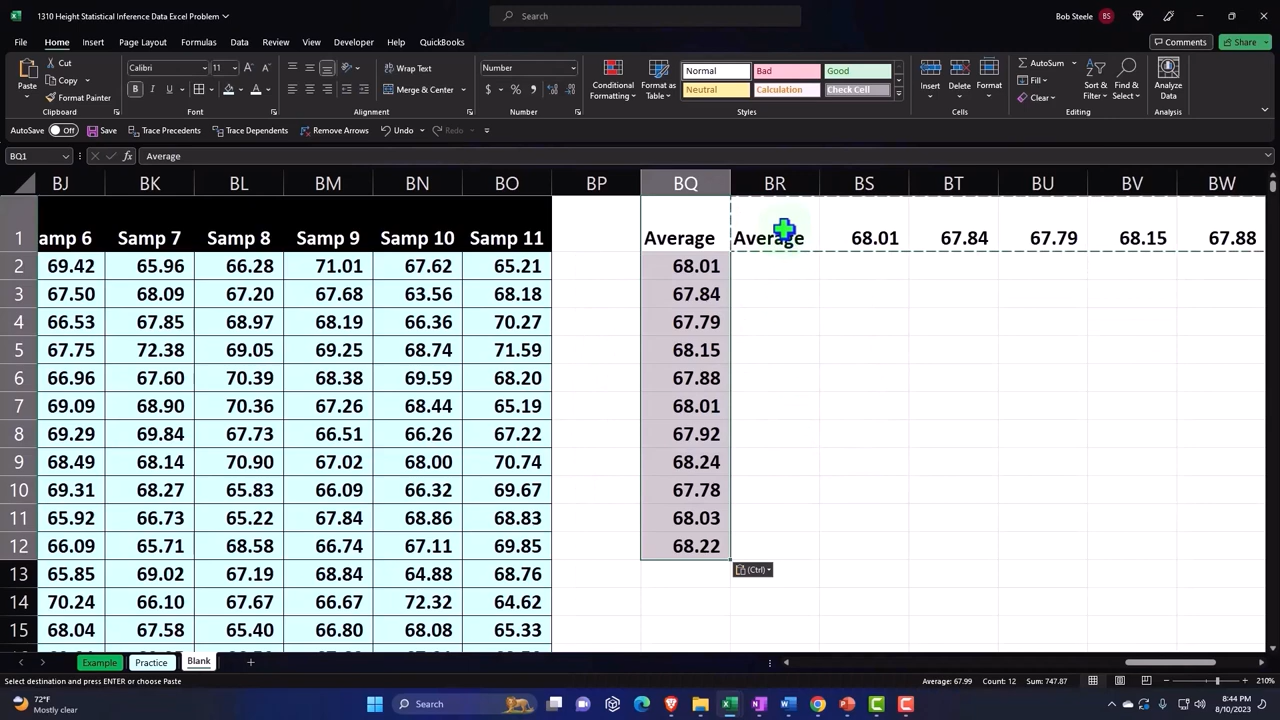 1310 Height Statistical Inference Data Excel Problem
Search
Bob Steele
BS
File Home Insert Page Layout Formulas Data Review View Developer Help QuickBooks
Comments
Share
Cut
Copy
Format Painter
Paste
Clipboard
Calibri
11
Font
Wrap Text
Merge & Center
Alignment
Number
Number
Conditional Formatting
Format as Table
Normal
Bad
Good
Neutral
Calculation
Check Cell
Styles
Insert
Delete
Format
Cells
AutoSum
Fill
Clear
Sort & Filter
Find & Select
Editing
Analyze Data
Analysis
AutoSave Off Save Trace Precedents Trace Dependents Remove Arrows Undo Redo
BQ1 fx Average
BJ BK BL BM BN BO BP BQ BR BS BT BU BV BW
1 amp 6 Samp 7 Samp 8 Samp 9 Samp 10 Samp 11 Average Average 68.01 67.84 67.79 68.15 67.88
2 69.42 65.96 66.28 71.01 67.62 65.21 68.01
3 67.50 68.09 67.20 67.68 63.56 68.18 67.84
4 66.53 67.85 68.97 68.19 66.36 70.27 67.79
5 67.75 72.38 69.05 69.25 68.74 71.59 68.15
6 66.96 67.60 70.39 68.38 69.59 68.20 67.88
7 69.09 68.90 70.36 67.26 68.44 65.19 68.01
8 69.29 69.84 67.73 66.51 66.26 67.22 67.92
9 68.49 68.14 70.90 67.02 68.00 70.74 68.24
10 69.31 68.27 65.83 66.09 66.32 69.67 67.78
11 65.92 66.73 65.22 67.84 68.86 68.83 68.03
12 66.09 65.71 68.58 66.74 67.11 69.85 68.22
13 65.85 69.02 67.19 68.84 64.88 68.76
(Ctrl)
14 70.24 66.10 67.67 66.67 72.32 64.62
15 68.04 67.58 65.40 66.80 68.08 65.33
Example Practice Blank
Select destination and press ENTER or choose Paste
Average: 67.99 Count: 12 Sum: 747.87
210%
72°F
Mostly clear
Search
8:44 PM
8/10/2023